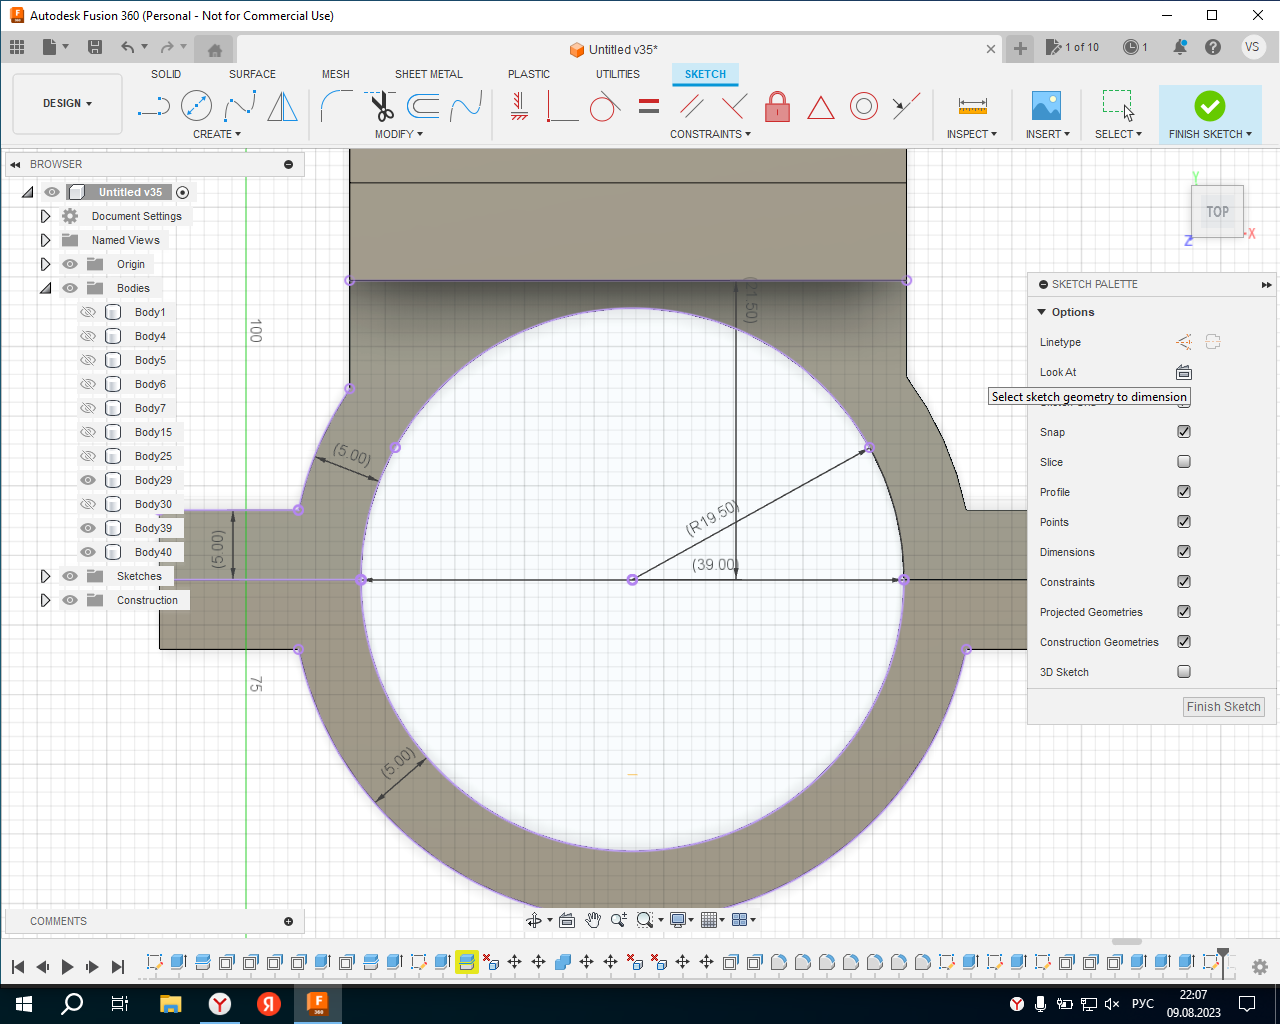 Autodesk Fusion 360 (Personal - Not for Commercial Use)
Untitled v35*
1 of 10
1
VS
DESIGN
SOLID
SURFACE
MESH
SHEET METAL
PLASTIC
UTILITIES
SKETCH
CREATE
MODIFY
CONSTRAINTS
INSPECT
INSERT
SELECT
FINISH SKETCH
BROWSER
Untitled v35
Document Settings
Named Views
Origin
Bodies
Body1
Body4
Body5
Body6
Body7
Body15
Body25
Body29
Body30
Body39
Body40
Sketches
Construction
100
75
(21.50)
(5.00)
(R19.50)
(39.00)
(5.00)
(5.00)
Y
TOP
X
Z
SKETCH PALETTE
Options
Linetype
Look At
Select sketch geometry to dimension
Snap
Slice
Profile
Points
Dimensions
Constraints
Projected Geometries
Construction Geometries
3D Sketch
Finish Sketch
COMMENTS
РУС
22:07
09.08.2023